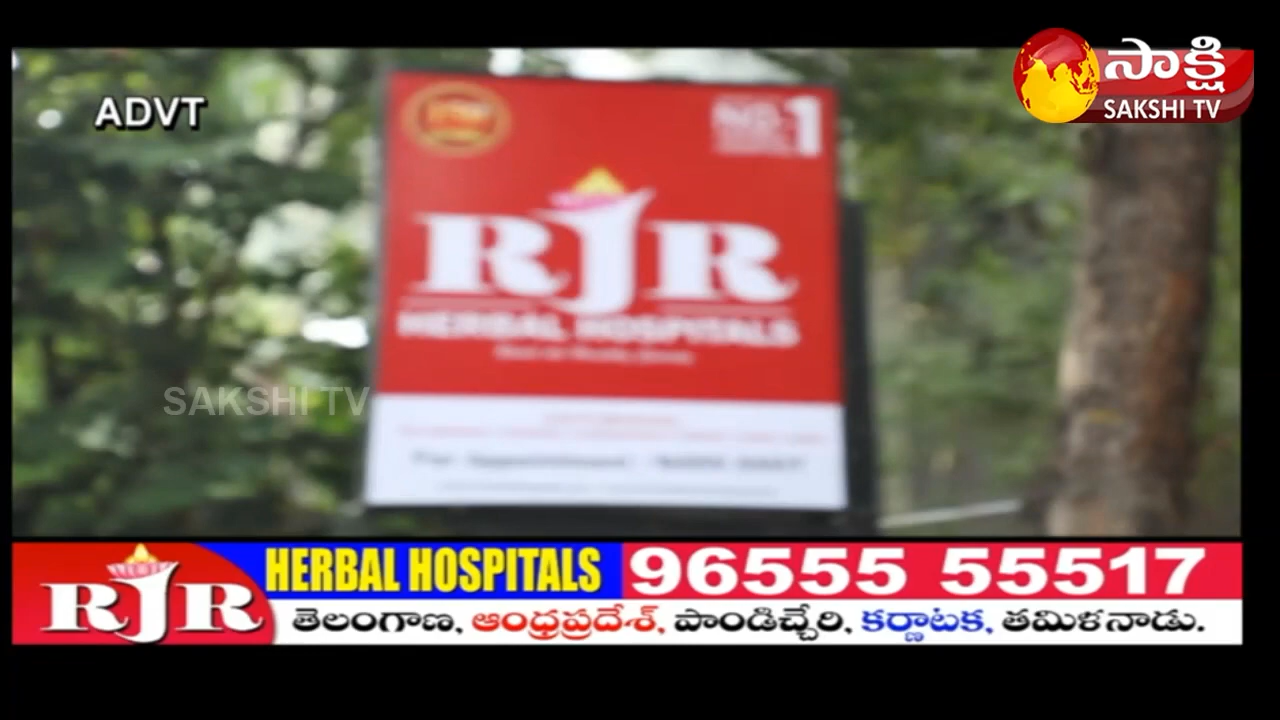 సాక్షి
SAKSHI TV
ADVT
NO.1
RJR
HERBAL HOSPITALS
SAKSHI TV
RJR
HERBAL HOSPITALS
96555 55517
తెలంగాణ, ఆంధ్రప్రదేశ్, పాండిచ్చేరి, కర్ణాటక, తమిళనాడు.